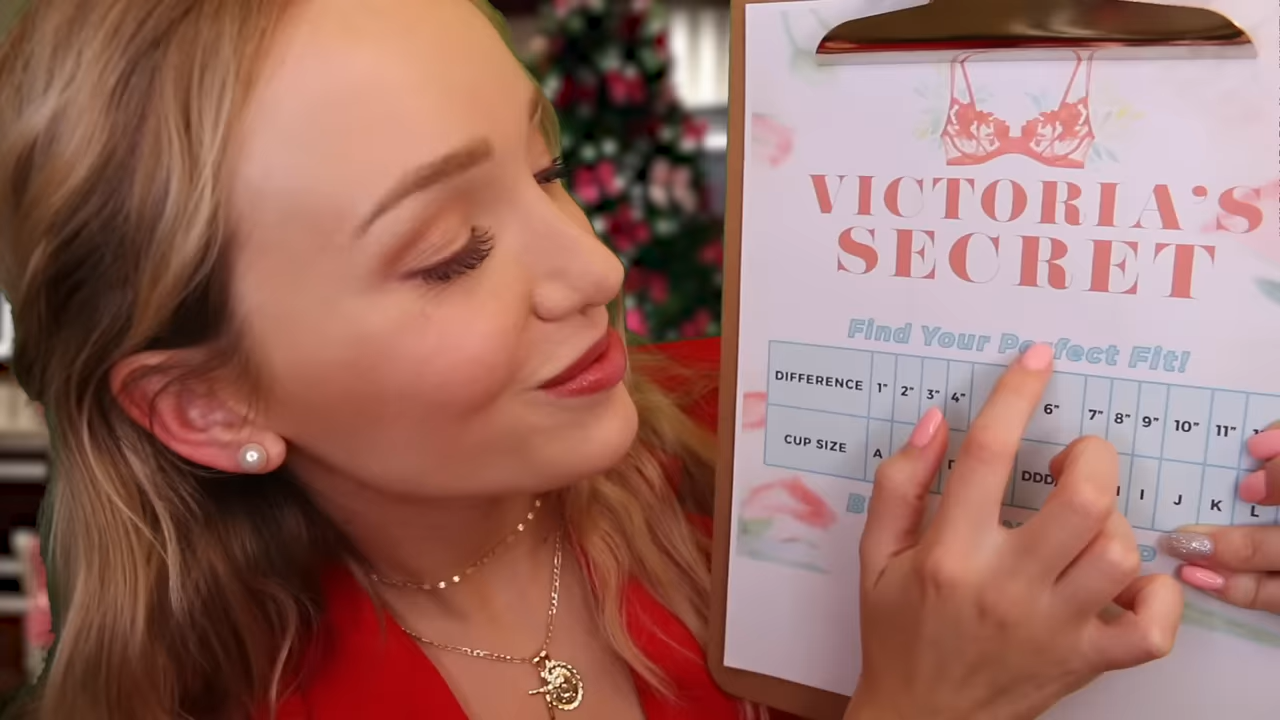 VICTORIA'S
SECRET
Find Your Perfect Fit!
DIFFERENCE 1" 2" 3" 4" 6" 7" 8" 9" 10" 11"
CUP SIZE A DDD/ I J K L